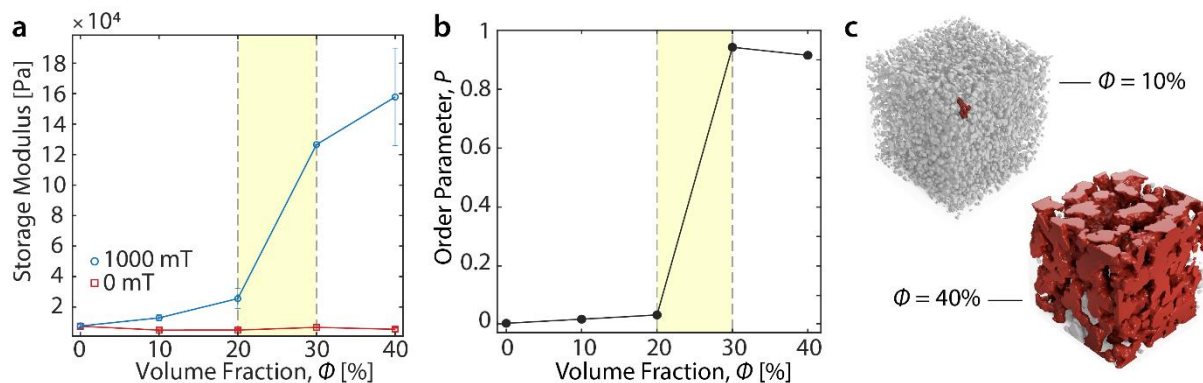 a
× 10⁴
Storage Modulus [Pa]
18
16
14
12
10
8
6
4
2
1000 mT
0 mT
0 10 20 30 40
Volume Fraction, Φ [%]
b
Order Parameter, P
1
0.8
0.6
0.4
0.2
0
0 10 20 30 40
Volume Fraction, Φ [%]
c
Φ = 10%
Φ = 40%